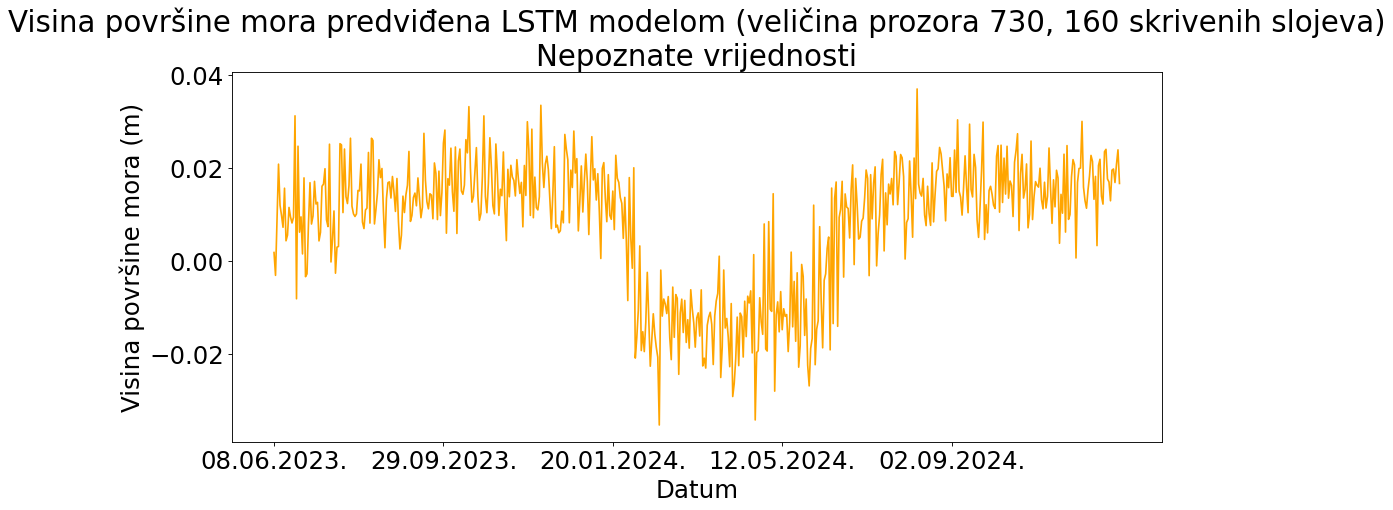 Visina površine mora predviđena LSTM modelom (veličina prozora 730, 160 skrivenih slojeva)
Nepoznate vrijednosti
Visina površine mora (m)
0.04
0.02
0.00
−0.02
08.06.2023. 29.09.2023. 20.01.2024. 12.05.2024. 02.09.2024.
Datum